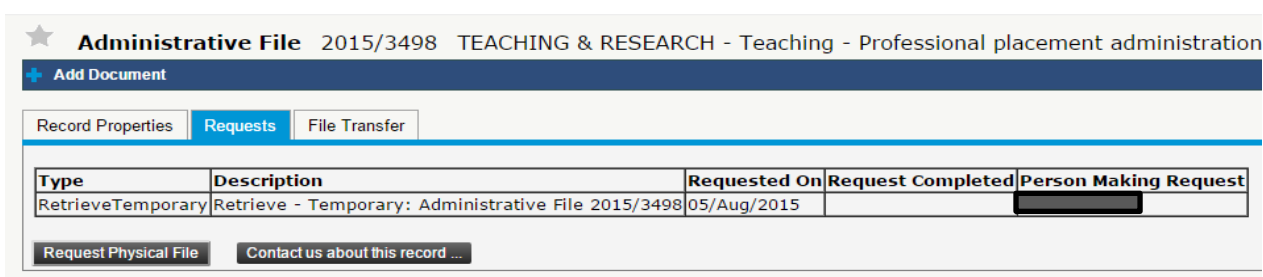 Administrative File 2015/3498 TEACHING & RESEARCH - Teaching - Professional placement administration
Add Document
Record Properties Requests File Transfer
Type Description Requested On Request Completed Person Making Request
RetrieveTemporary Retrieve - Temporary: Administrative File 2015/3498 05/Aug/2015
Request Physical File Contact us about this record ...